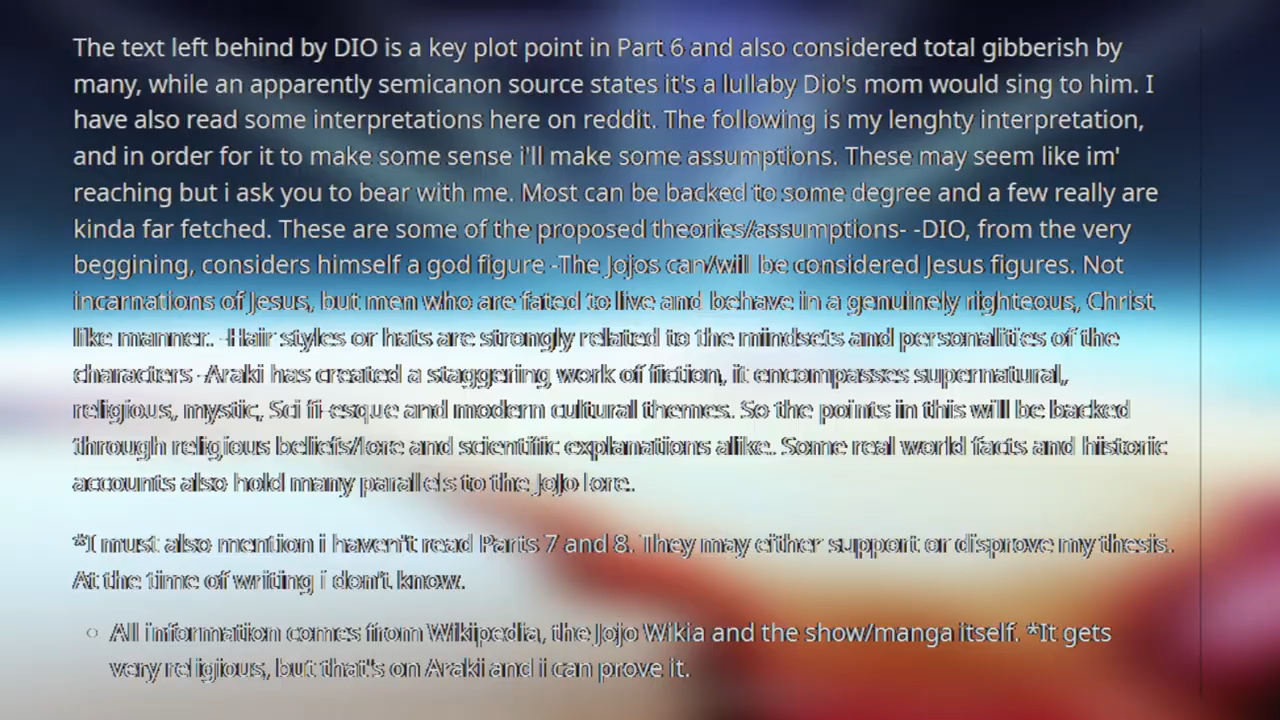 The text left behind by DIO is a key plot point in Part 6 and also considered total gibberish by
many, while an apparently semicanon source states it's a lullaby Dio's mom would sing to him. I
have also read some interpretations here on reddit. The following is my lenghty interpretation,
and in order for it to make some sense i'll make some assumptions. These may seem like im'
reaching but i ask you to bear with me. Most can be backed to some degree and a few really are
kinda far fetched. These are some of the proposed theories/assumptions- -DIO, from the very
beggining, considers himself a god figure -The Jojos can/will be considered Jesus figures. Not
incarnations of Jesus, but men who are fated to live and behave in a genuinely righteous, Christ
like manner.. -Hair styles or hats are strongly related to the mindsets and personalities of the
characters -Araki has created a staggering work of fiction, it encompasses supernatural,
religious, mystic, Sci fi-esque and modern cultural themes. So the points in this will be backed
through religious beliefs/lore and scientific explanations alike. Some real world facts and historic
accounts also hold many parallels to the JoJo lore.
*I must also mention i haven't read Parts 7 and 8. They may either support or disprove my thesis.
At the time of writing i don't know.
○ All information comes from Wikipedia, the Jojo Wikia and the show/manga itself. *It gets
very religious, but that's on Araki and i can prove it.